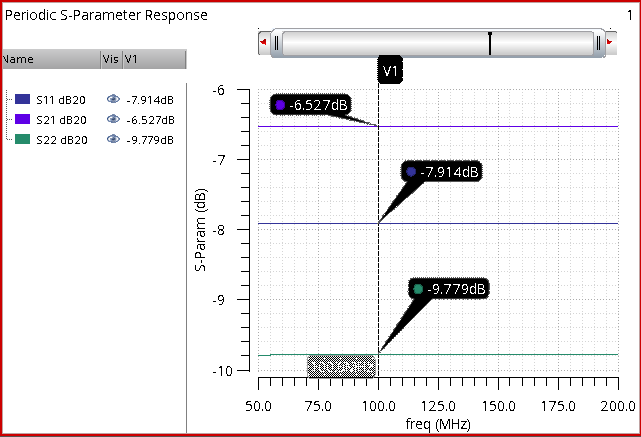 Periodic S-Parameter Response 1
Name Vis V1
S11 dB20 -7.914dB
S21 dB20 -6.527dB
S22 dB20 -9.779dB
V1
-6
-6.527dB
-7
-7.914dB
S-Param (dB)
-8
-9
-9.779dB
-10
50.0 75.0 100.0 125.0 150.0 175.0 200.0
freq (MHz)